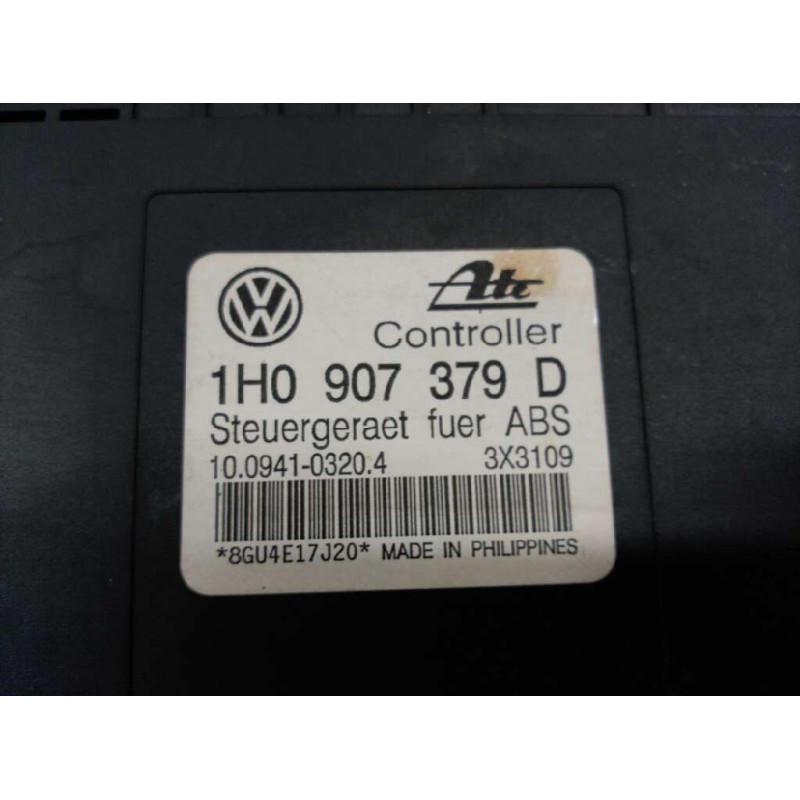 Ate
Controller
1H0 907 379 D
Steuergeraet fuer ABS
10.0941-0320.4 3X3109
*8GU4E17J20* MADE IN PHILIPPINES